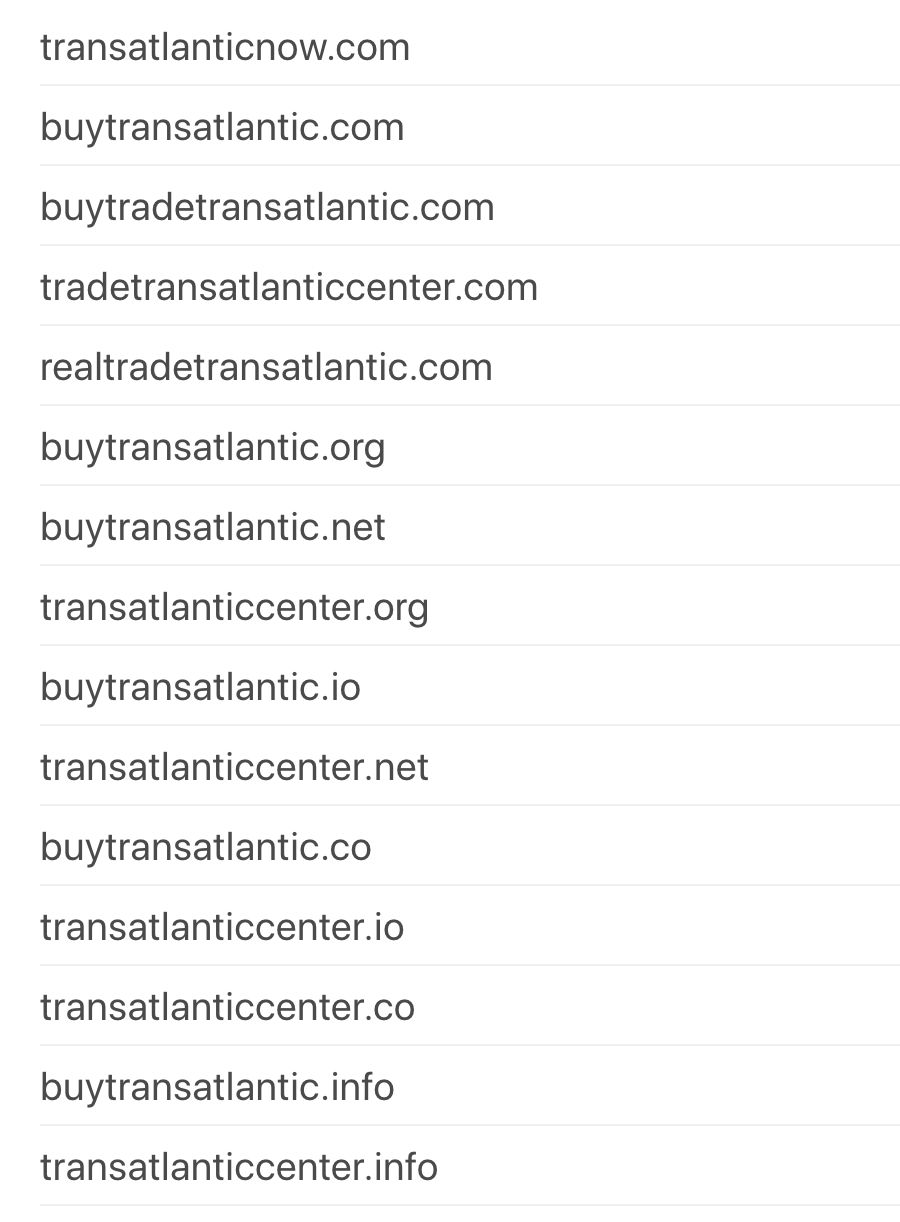 transatlanticnow.com
buytransatlantic.com
buytradetransatlantic.com
tradetransatlanticcenter.com
realtradetransatlantic.com
buytransatlantic.org
buytransatlantic.net
transatlanticcenter.org
buytransatlantic.io
transatlanticcenter.net
buytransatlantic.co
transatlanticcenter.io
transatlanticcenter.co
buytransatlantic.info
transatlanticcenter.info